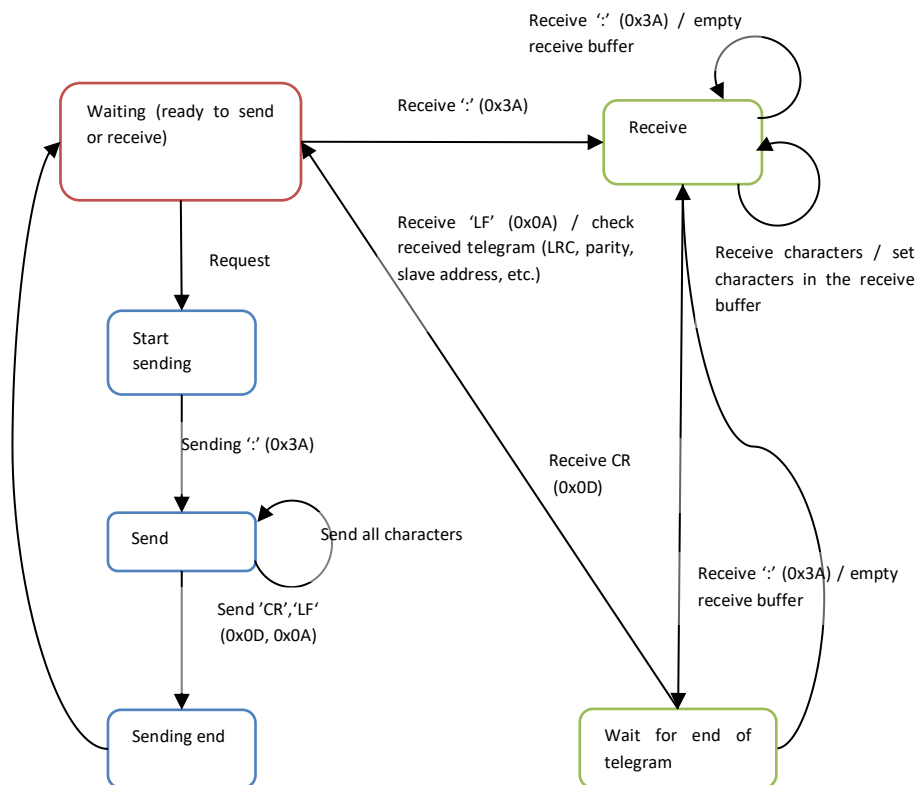 Receive ‘:’ (0x3A) / empty
receive buffer
Waiting (ready to send
or receive)
Receive ‘:’ (0x3A)
Receive
Receive ‘LF’ (0x0A) / check
received telegram (LRC, parity,
slave address, etc.)
Receive characters / set
characters in the receive
buffer
Request
Start
sending
Sending ‘:’ (0x3A)
Receive CR
(0x0D)
Send
Send all characters
Receive ‘:’ (0x3A) / empty
receive buffer
Send ’CR’,‘LF‘
(0x0D, 0x0A)
Sending end
Wait for end of
telegram